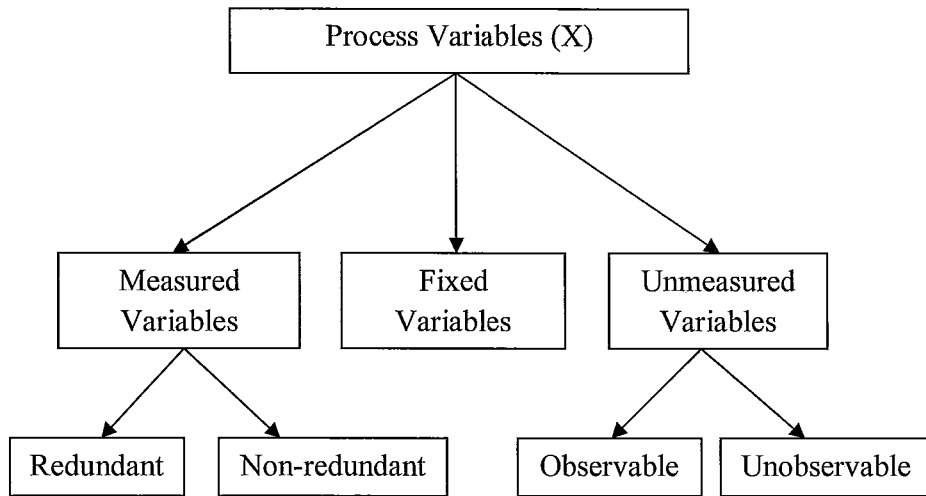 Process Variables (X)
Measured
Variables
Fixed
Variables
Unmeasured
Variables
Redundant
Non-redundant
Observable
Unobservable